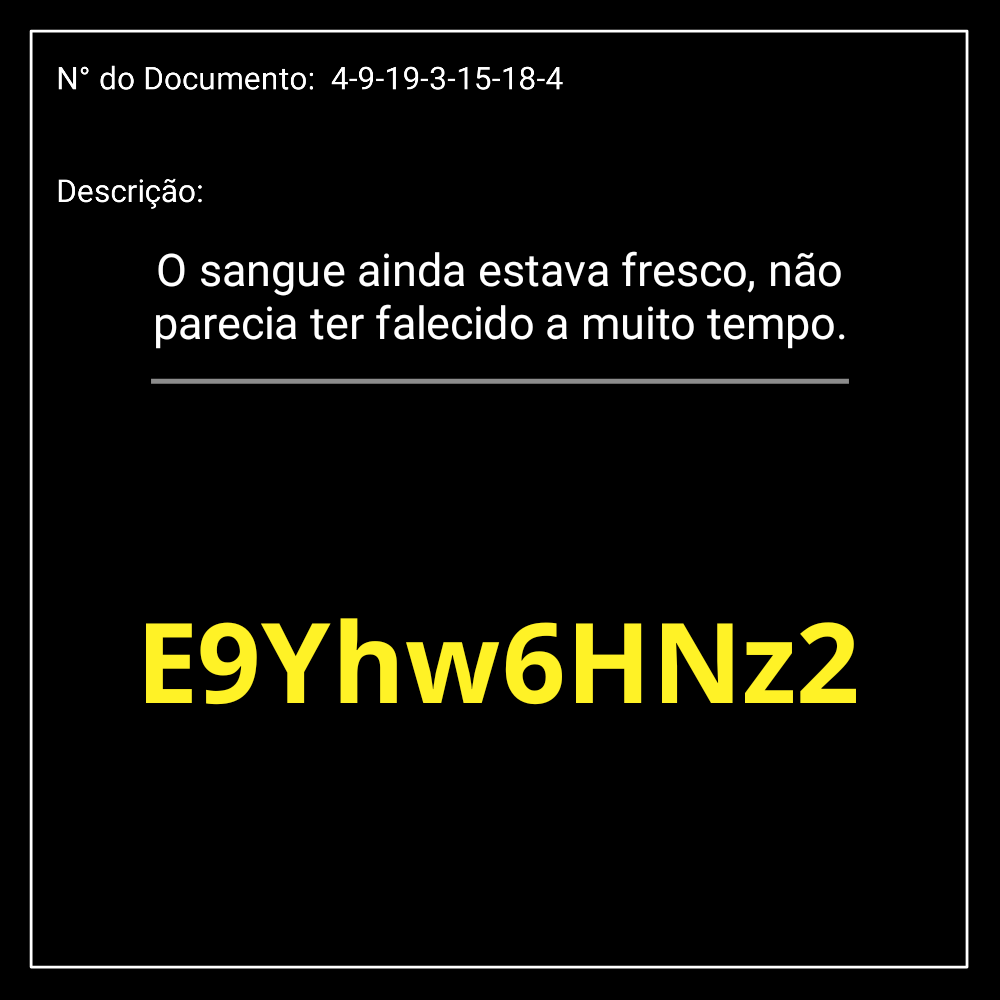 N° do Documento: 4-9-19-3-15-18-4
Descrição:
O sangue ainda estava fresco, não
parecia ter falecido a muito tempo.
E9Yhw6HNz2